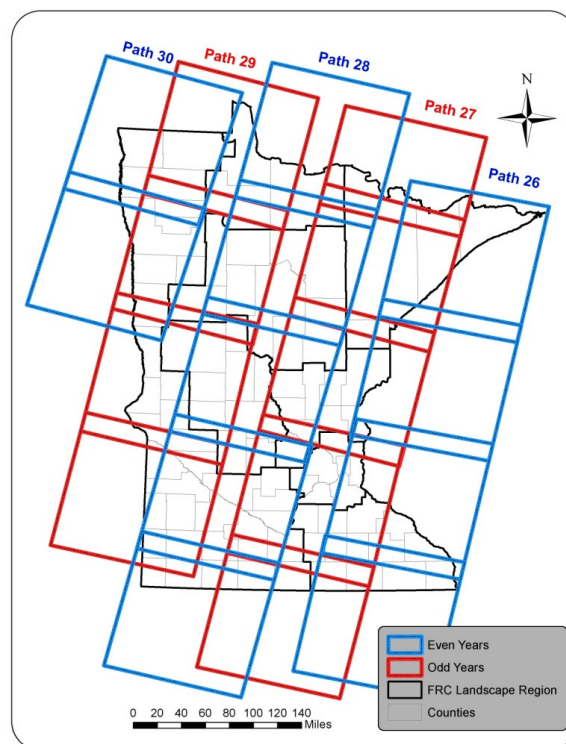 Path 30
Path 29
Path 28
Path 27
Path 26
N
Even Years
Odd Years
FRC Landscape Region
Counties
0 20 40 60 80 100 120 140
Miles